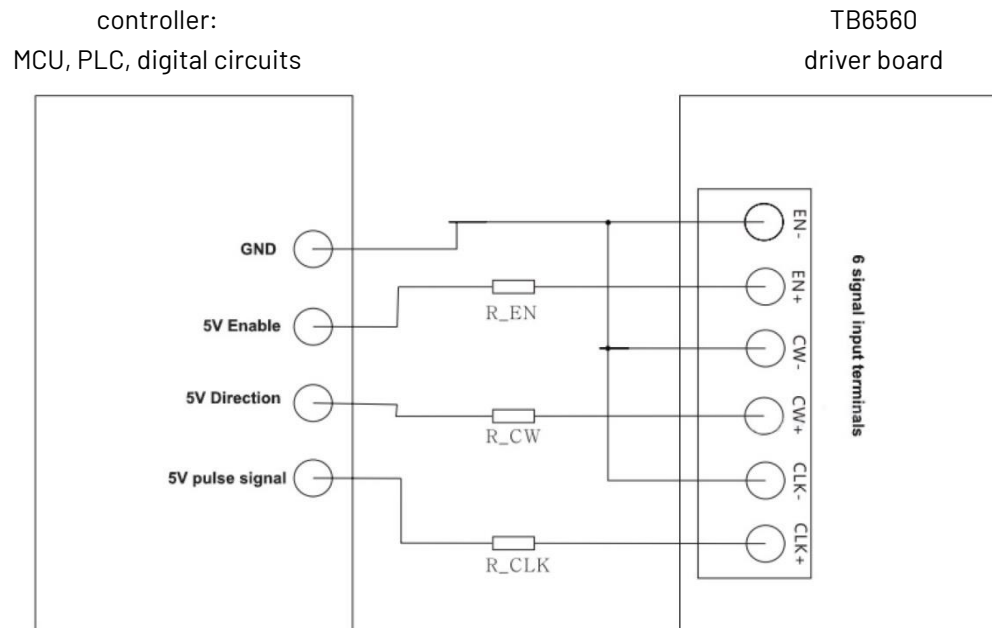 controller:
MCU, PLC, digital circuits
TB6560
driver board
GND
5V Enable
5V Direction
5V pulse signal
R_EN
R_CW
R_CLK
EN-
EN+
CW-
CW+
CLK-
CLK+
6 signal input terminals